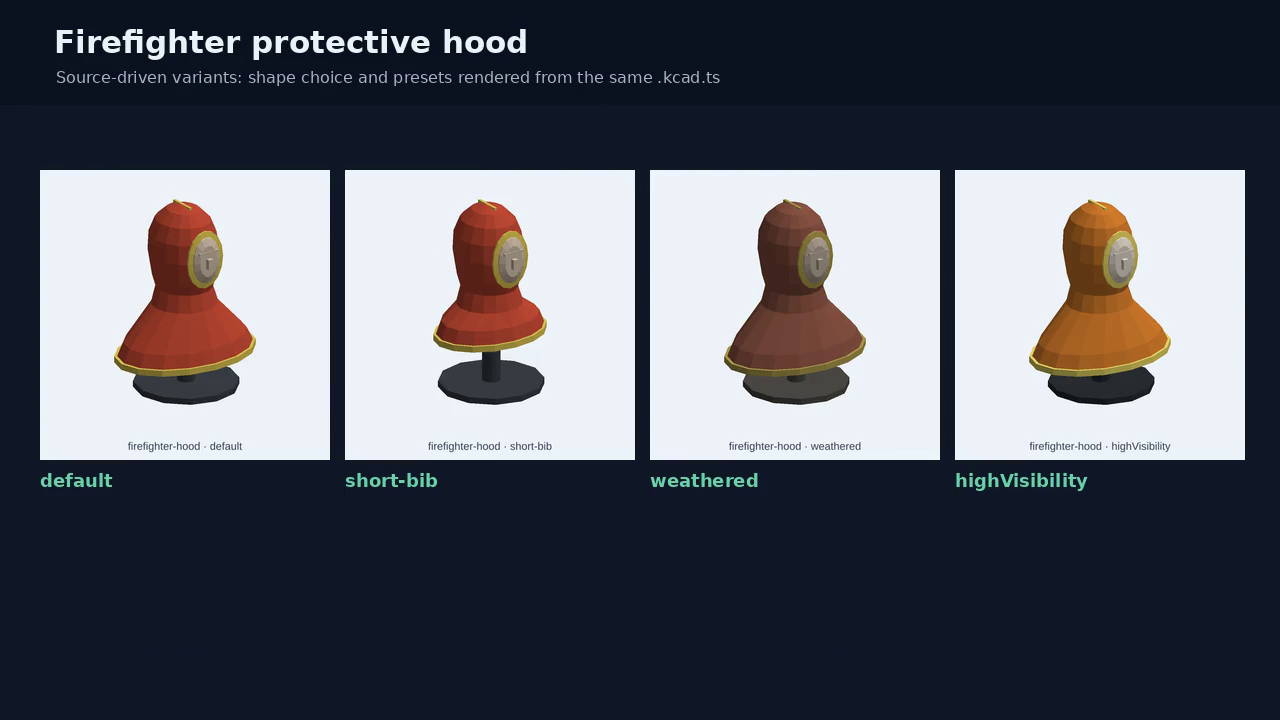 Firefighter protective hood
Source-driven variants: shape choice and presets rendered from the same .kcad.ts
firefighter-hood · default
firefighter-hood · short-bib
firefighter-hood · weathered
firefighter-hood · highVisibility
default
short-bib
weathered
highVisibility